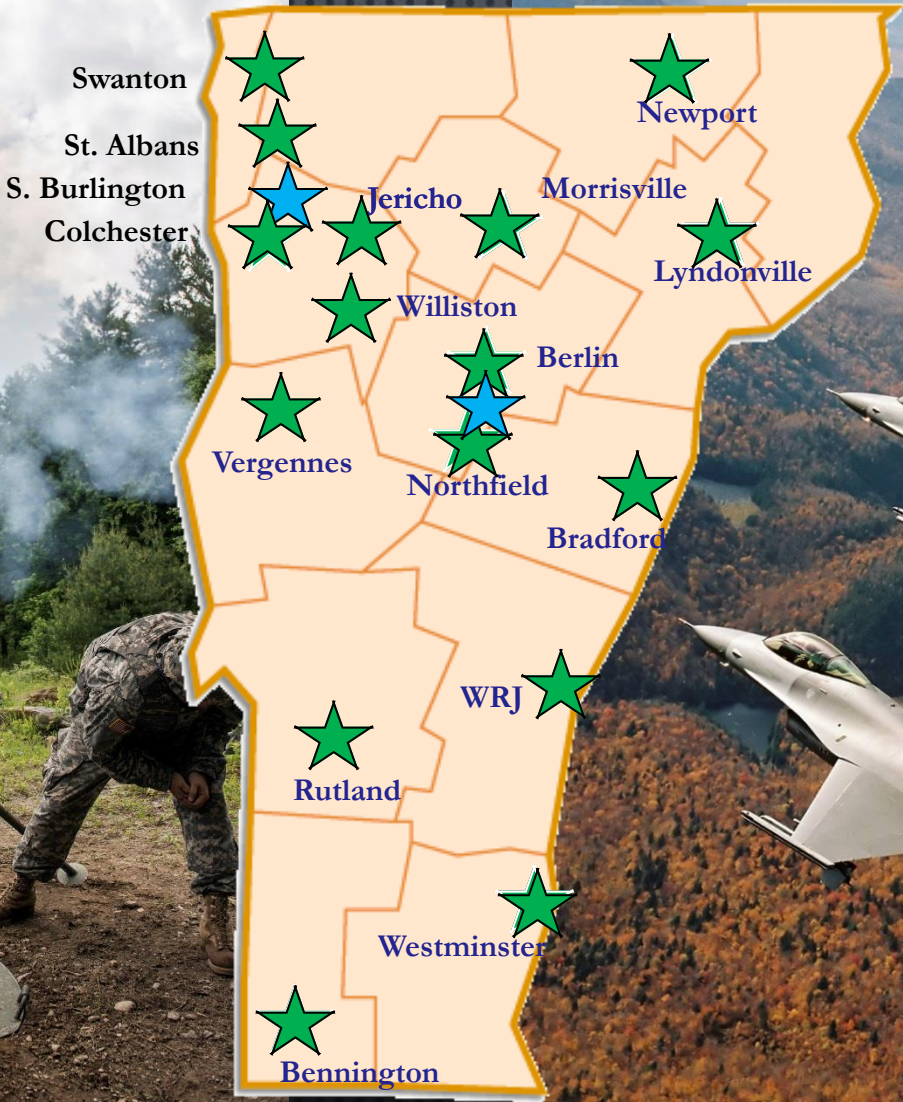 Swanton
Newport
St. Albans
S. Burlington
Jericho
Morrisville
Colchester
Lyndonville
Williston
Berlin
Vergennes
Northfield
Bradford
WRJ
Rutland
Westminster
Bennington